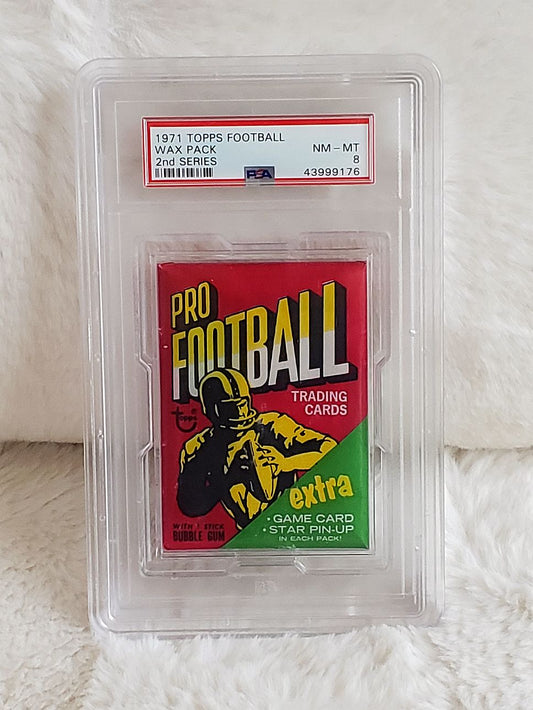 1971 TOPPS FOOTBALL
WAX PACK NM - MT
2nd SERIES 8
PSA 43999176
PRO
FOOTBALL
TRADING
CARDS
topps
extra
• GAME CARD
• STAR PIN-UP
IN EACH PACK!
WITH 1 STICK
BUBBLE GUM